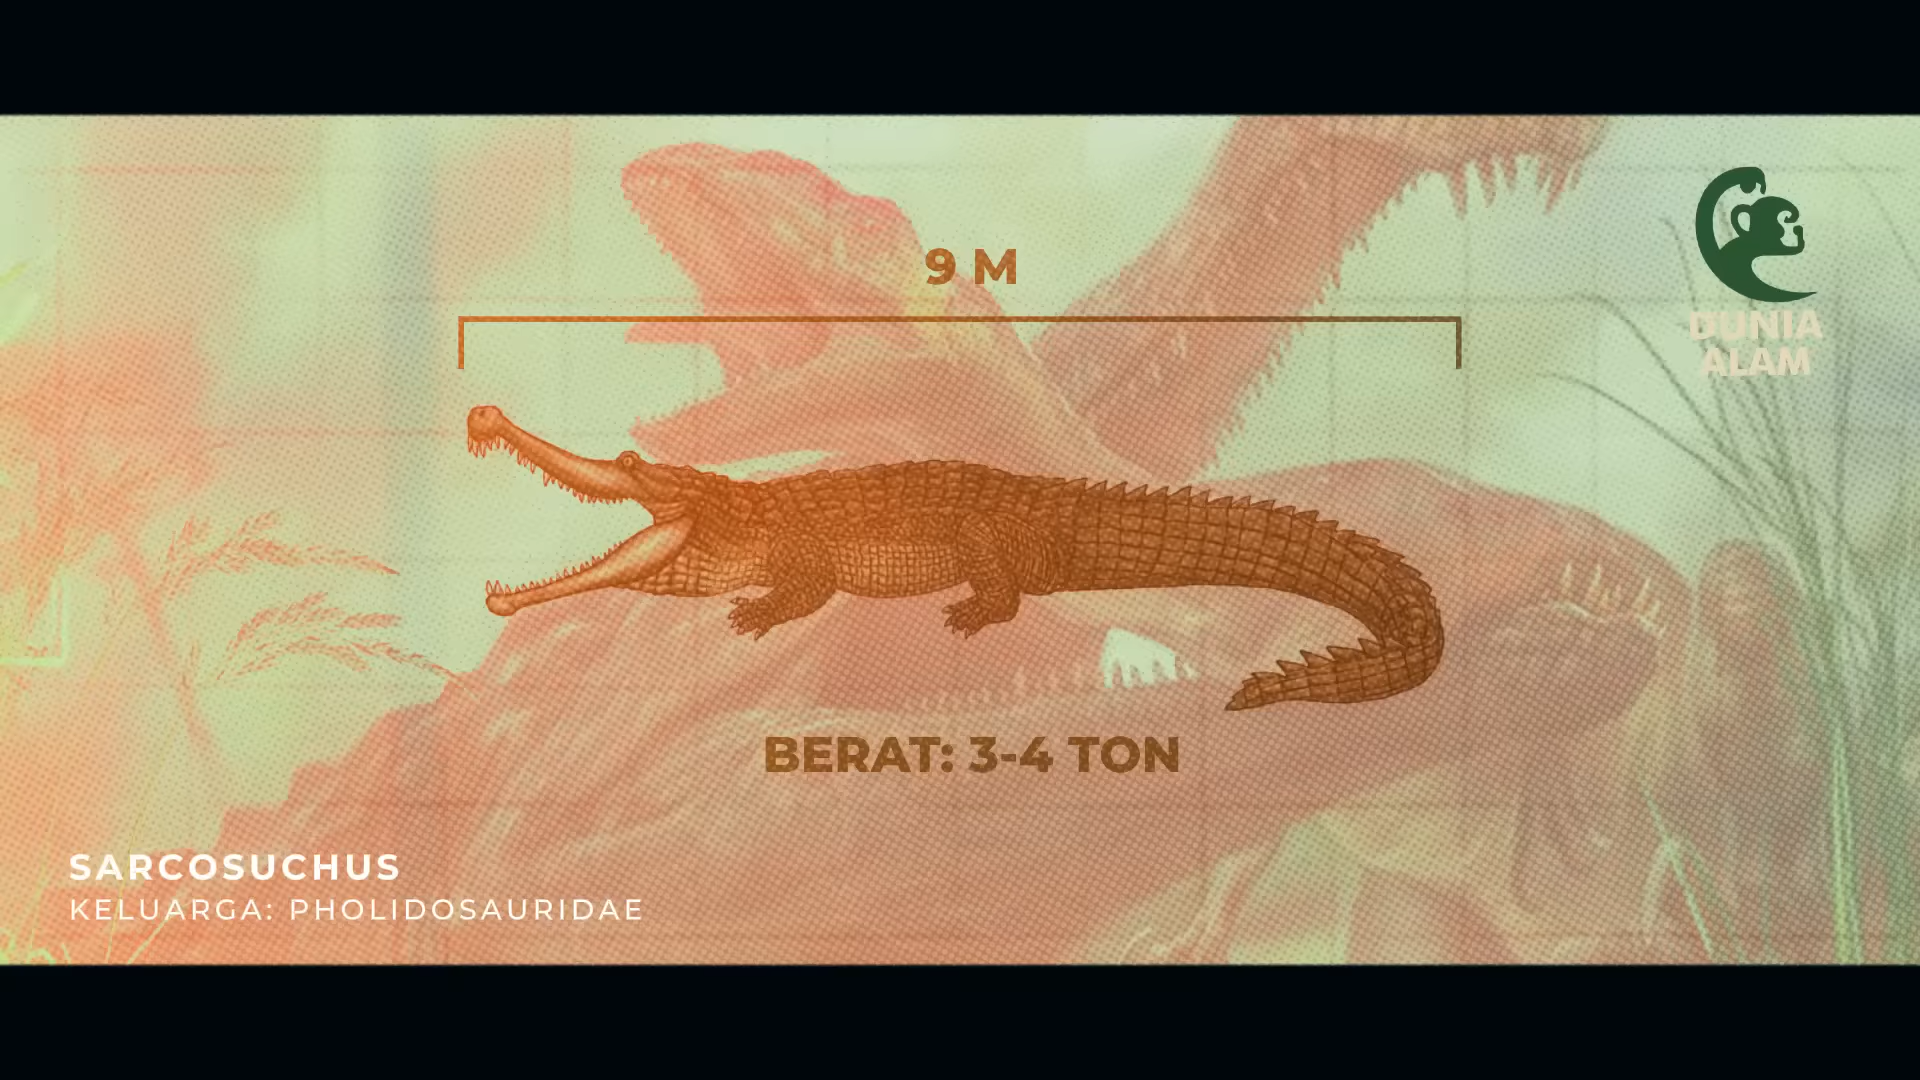 9 M
DUNIA
ALAM
BERAT: 3-4 TON
SARCOSUCHUS
KELUARGA: PHOLIDOSAURIDAE